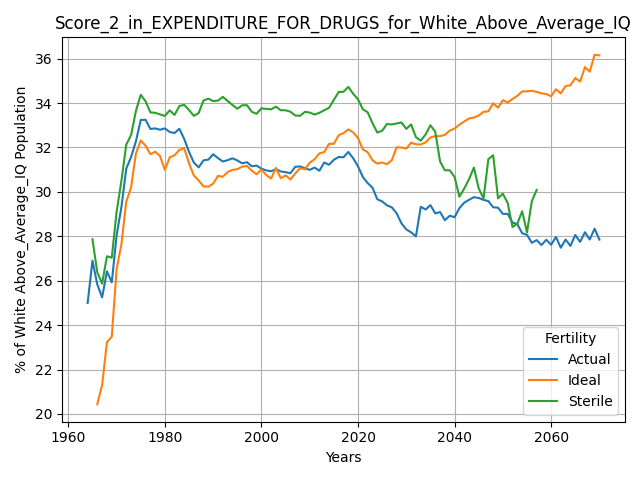 Score_2_in_EXPENDITURE_FOR_DRUGS_for_White_Above_Average_IQ
% of White Above_Average_IQ Population
36
34
32
30
28
26
24
22
20
1960
1980
2000
2020
2040
2060
Years
Fertility
Actual
Ideal
Sterile